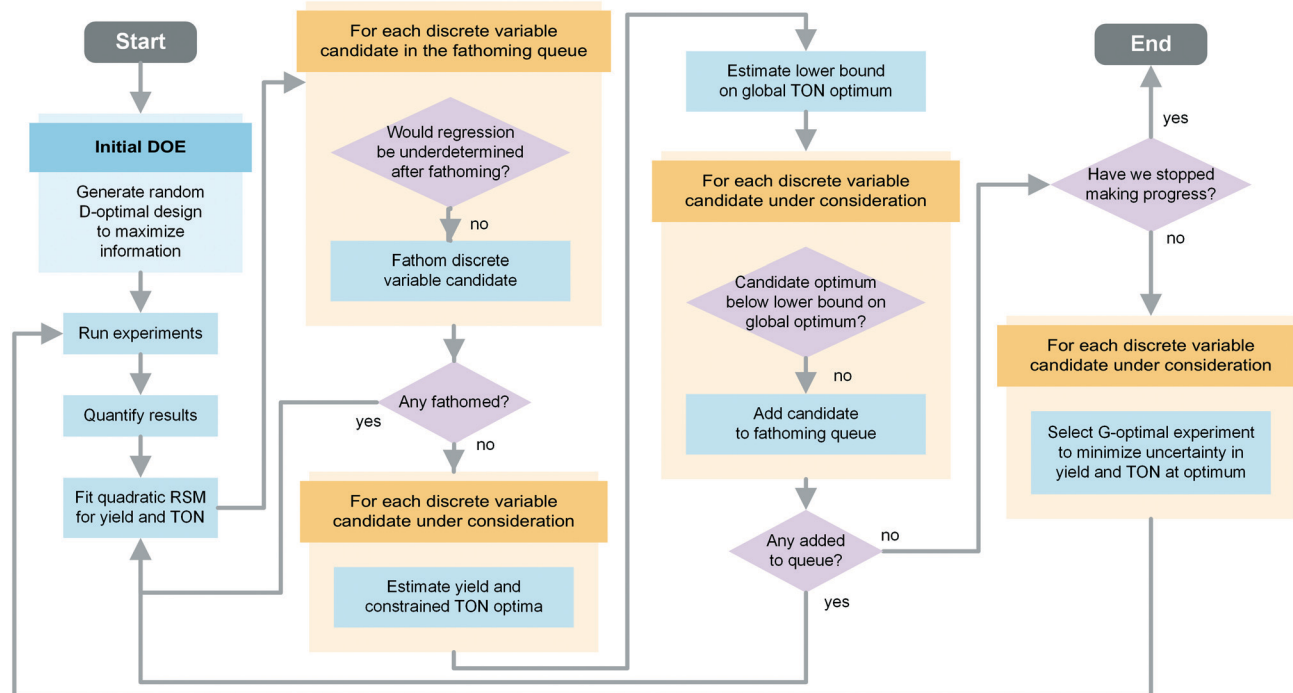 Start
Initial DOE
Generate random
D-optimal design
to maximize
information
Run experiments
Quantify results
Fit quadratic RSM
for yield and TON
For each discrete variable
candidate in the fathoming queue
Would regression
be underdetermined
after fathoming?
no
Fathom discrete
variable candidate
Any fathomed?
yes
no
For each discrete variable
candidate under consideration
Estimate yield and
constrained TON optima
Estimate lower bound
on global TON optimum
For each discrete variable
candidate under consideration
Candidate optimum
below lower bound on
global optimum?
no
Add candidate
to fathoming queue
Any added
to queue?
no
yes
End
yes
Have we stopped
making progress?
no
For each discrete variable
candidate under consideration
Select G-optimal experiment
to minimize uncertainty in
yield and TON at optimum